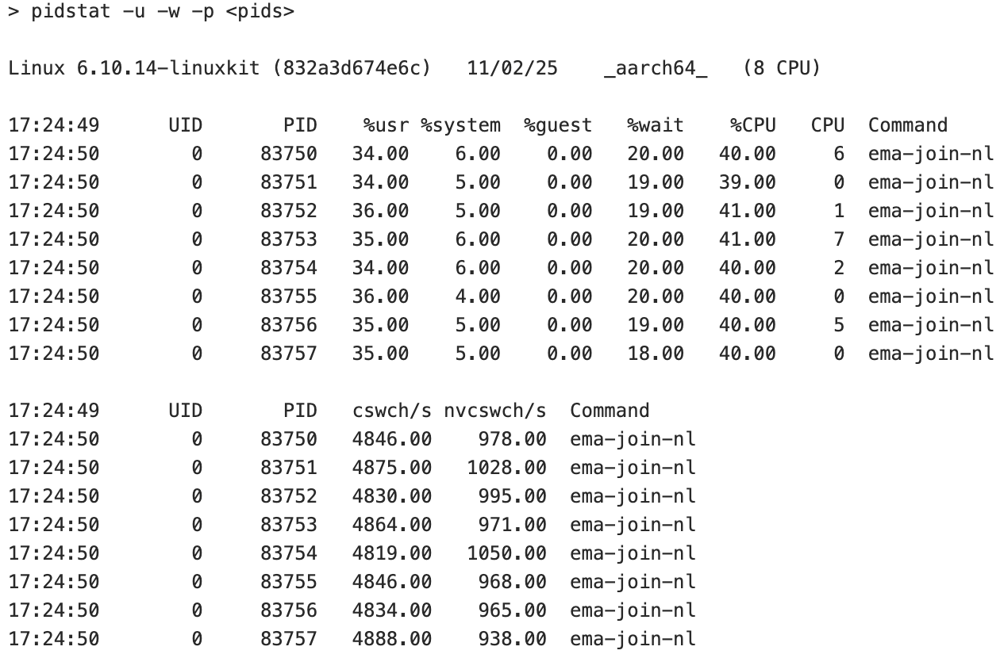 > pidstat -u -w -p <pids>
Linux 6.10.14-linuxkit (832a3d674e6c)   11/02/25    _aarch64_   (8 CPU)
17:24:49      UID       PID    %usr %system  %guest   %wait    %CPU   CPU  Command
17:24:50        0     83750   34.00    6.00    0.00   20.00   40.00     6  ema-join-nl
17:24:50        0     83751   34.00    5.00    0.00   19.00   39.00     0  ema-join-nl
17:24:50        0     83752   36.00    5.00    0.00   19.00   41.00     1  ema-join-nl
17:24:50        0     83753   35.00    6.00    0.00   20.00   41.00     7  ema-join-nl
17:24:50        0     83754   34.00    6.00    0.00   20.00   40.00     2  ema-join-nl
17:24:50        0     83755   36.00    4.00    0.00   20.00   40.00     0  ema-join-nl
17:24:50        0     83756   35.00    5.00    0.00   19.00   40.00     5  ema-join-nl
17:24:50        0     83757   35.00    5.00    0.00   18.00   40.00     0  ema-join-nl
17:24:49      UID       PID   cswch/s nvcswch/s  Command
17:24:50        0     83750   4846.00    978.00  ema-join-nl
17:24:50        0     83751   4875.00   1028.00  ema-join-nl
17:24:50        0     83752   4830.00    995.00  ema-join-nl
17:24:50        0     83753   4864.00    971.00  ema-join-nl
17:24:50        0     83754   4819.00   1050.00  ema-join-nl
17:24:50        0     83755   4846.00    968.00  ema-join-nl
17:24:50        0     83756   4834.00    965.00  ema-join-nl
17:24:50        0     83757   4888.00    938.00  ema-join-nl